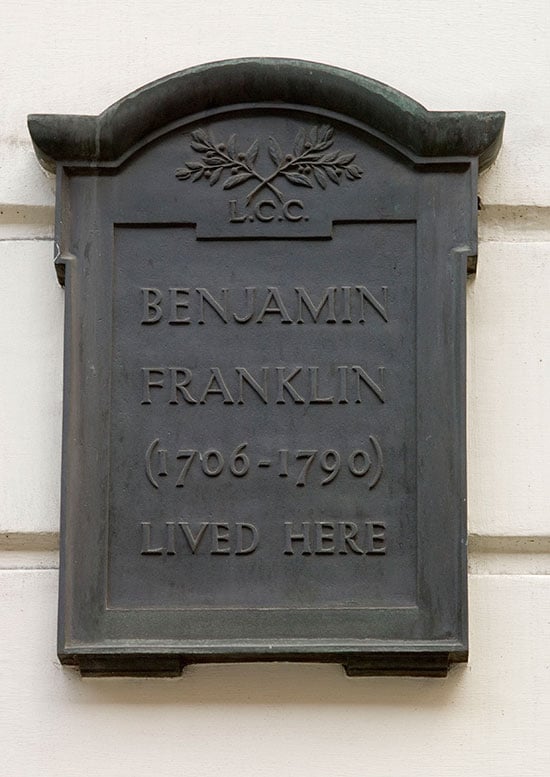 L.C.C.
BENJAMIN
FRANKLIN
(1706-1790)
LIVED HERE